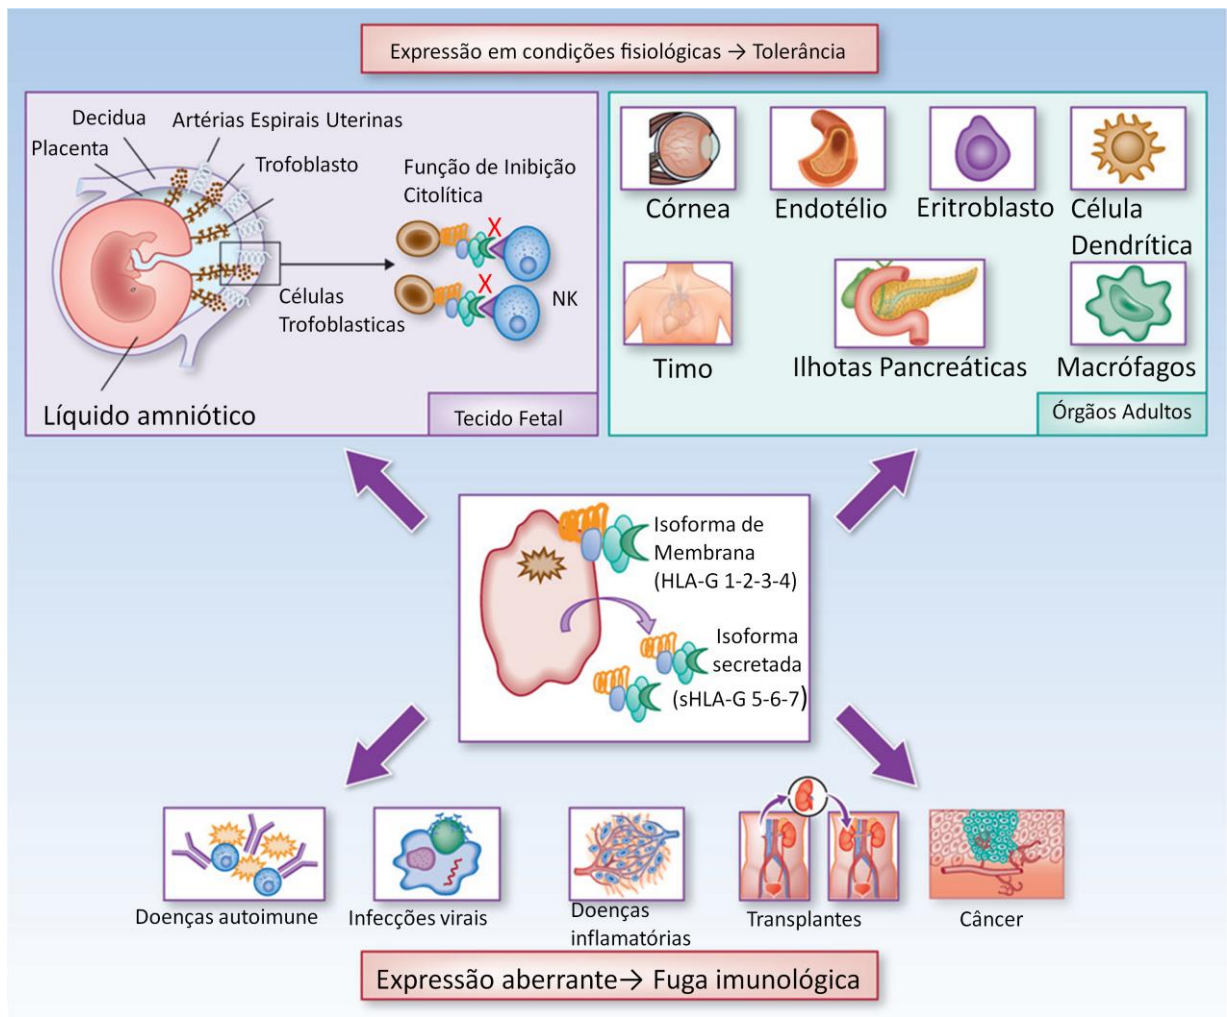 Expressão em condições fisiológicas → Tolerância
Decidua
Artérias Espirais Uterinas
Placenta
Trofoblasto
Função de Inibição
Citolítica
X
X
NK
Células
Trofoblasticas
Líquido amniótico
Tecido Fetal
Córnea
Endotélio
Eritroblasto
Célula
Dendrítica
Timo
Ilhotas Pancreáticas
Macrófagos
Órgãos Adultos
Isoforma de
Membrana
(HLA-G 1-2-3-4)
Isoforma
secretada
(sHLA-G 5-6-7)
Doenças autoimune
Infecções virais
Doenças
inflamatórias
Transplantes
Câncer
Expressão aberrante→ Fuga imunológica